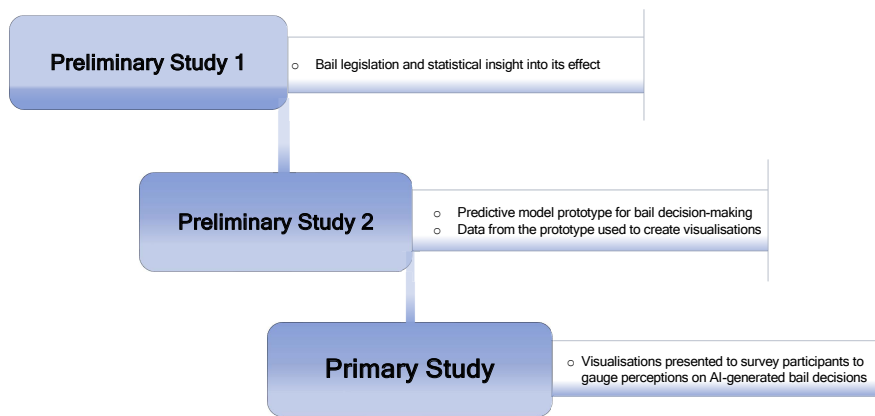 Preliminary Study 1
○ Bail legislation and statistical insight into its effect
Preliminary Study 2
○ Predictive model prototype for bail decision-making
○ Data from the prototype used to create visualisations
Primary Study
○ Visualisations presented to survey participants to
gauge perceptions on AI-generated bail decisions